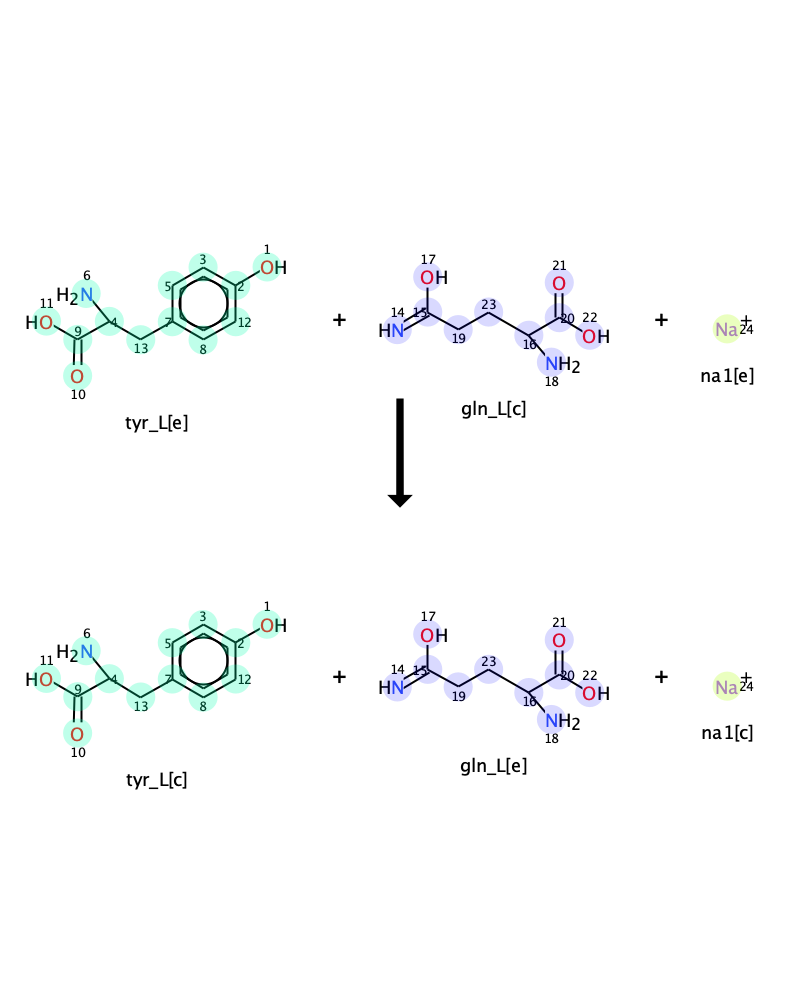 1
OH
3
6
H2N
5
2
11
HO
4
12
9
7
13
8
O
10
tyr_L[e]
+
17
OH
14
HN
15
23
19
21
O
20
22
OH
16
NH2
18
gln_L[c]
+
Na+
24
na1[e]
1
OH
3
6
H2N
5
2
11
HO
4
12
9
7
13
8
O
10
tyr_L[c]
+
17
OH
14
HN
15
23
19
21
O
20
22
OH
16
NH2
18
gln_L[e]
+
Na+
24
na1[c]